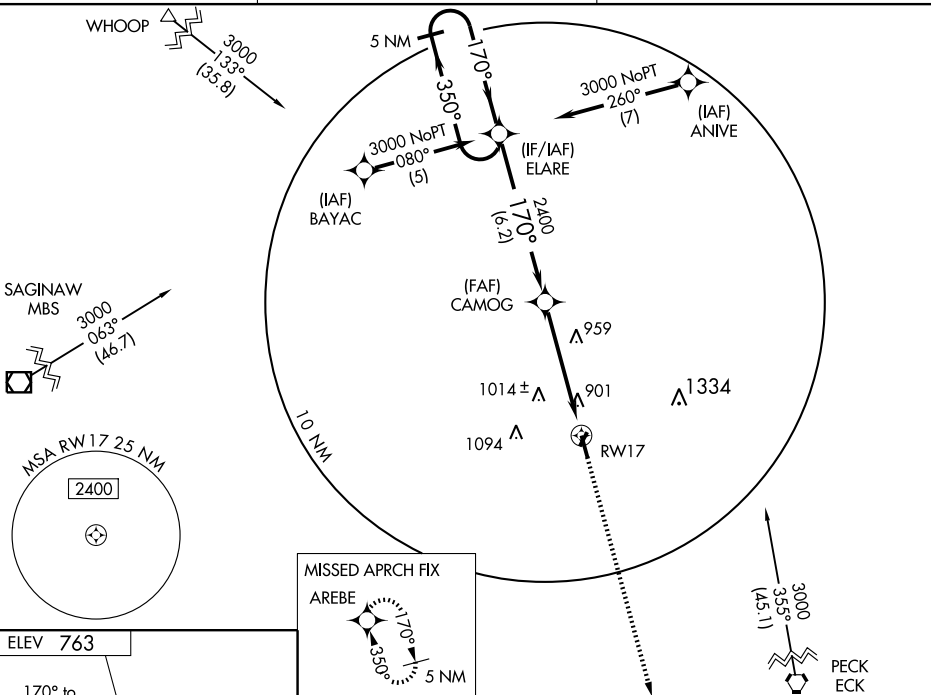 WHOOP
3000
133°
(35.8)
5 NM
170°
350°
3000 NoPT
260°
(7)
(IAF)
ANIVE
3000 NoPT
080°
(5)
(IF/IAF)
ELARE
(IAF)
BAYAC
2400
170°
(6.2)
(FAF)
CAMOG
SAGINAW
MBS
3000
063°
(46.7)
959
1014 ±
901
1334
1094
RW17
10 NM
MSA RW17 25 NM
2400
MISSED APRCH FIX
AREBE
170°
350°
5 NM
3000
355°
(45.1)
PECK
ECK
ELEV 763
170° to